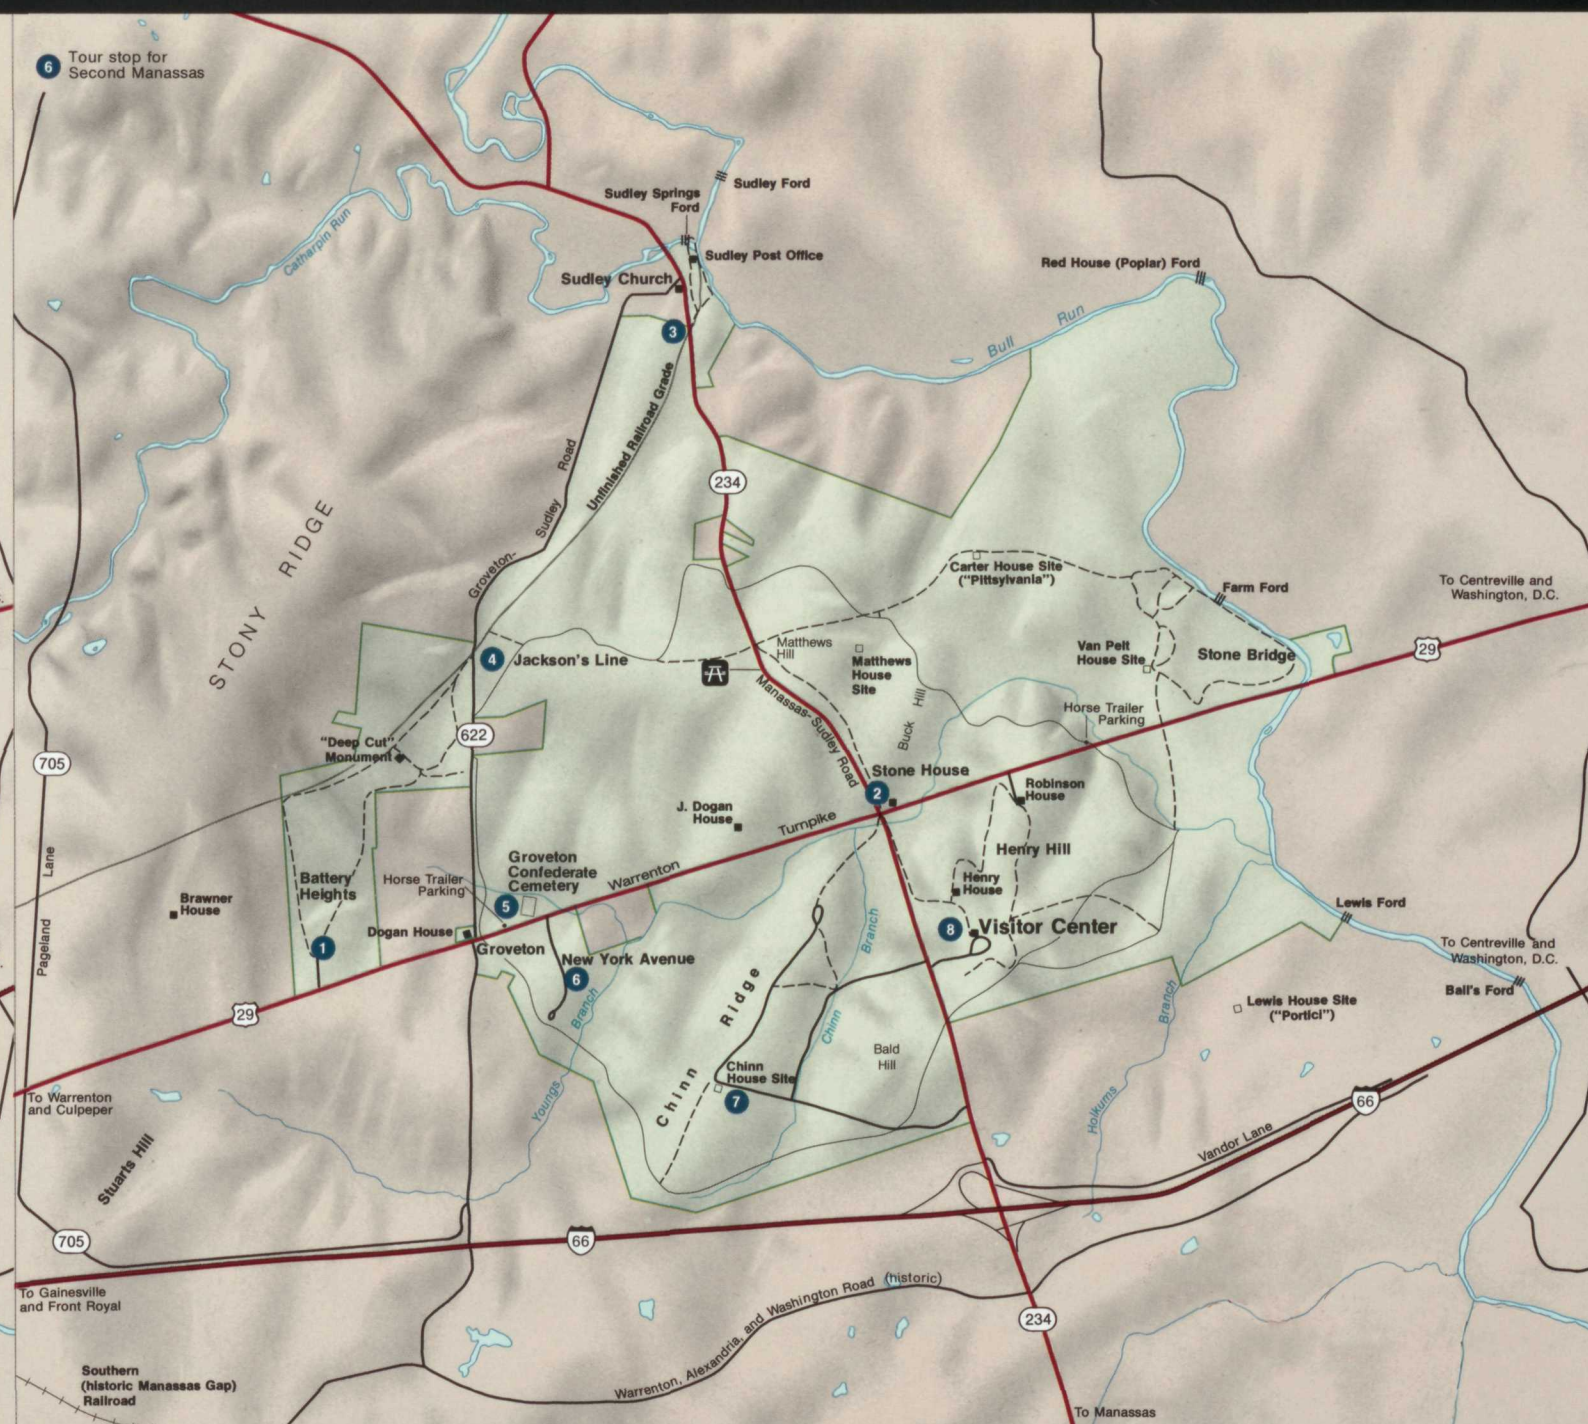 6
Tour stop for
Second Manassas
Sudley Springs
Ford
Sudley Ford
Catharpin Run
Sudley Post Office
Sudley Church
Red House (Poplar) Ford
3
Bull Run
Unfinished Railroad Grade
Groveton-Sudley Road
234
STONY RIDGE
Carter House Site
("Pittsylvania")
Farm Ford
To Centreville and
Washington, D.C.
29
Matthews
Hill
Matthews
House
Site
Van Pelt
House Site
Stone Bridge
4
Jackson's Line
Manassas-Sudley Road
Buck Hill
Horse Trailer
Parking
622
"Deep Cut"
Monument
705
Stone House
2
Robinson
House
J. Dogan
House
Warrenton Turnpike
Henry Hill
Groveton
Confederate
Cemetery
Battery
Heights
Horse Trailer
Parking
Henry
House
Pageland Lane
Brawner
House
5
Lewis Ford
Dogan House
Branch
8
Visitor Center
1
Groveton
To Centreville and
Washington, D.C.
New York Avenue
6
Ball's Ford
29
Youngs Branch
Chinn Ridge
Chinn
Holkums Branch
Lewis House Site
("Portici")
Bald
Hill
Chinn
House Site
7
To Warrenton
and Culpeper
66
Vandor Lane
Stuarts Hill
705
66
To Gainesville
and Front Royal
Warrenton, Alexandria, and Washington Road (historic)
234
Southern
(historic Manassas Gap)
Railroad
To Manassas